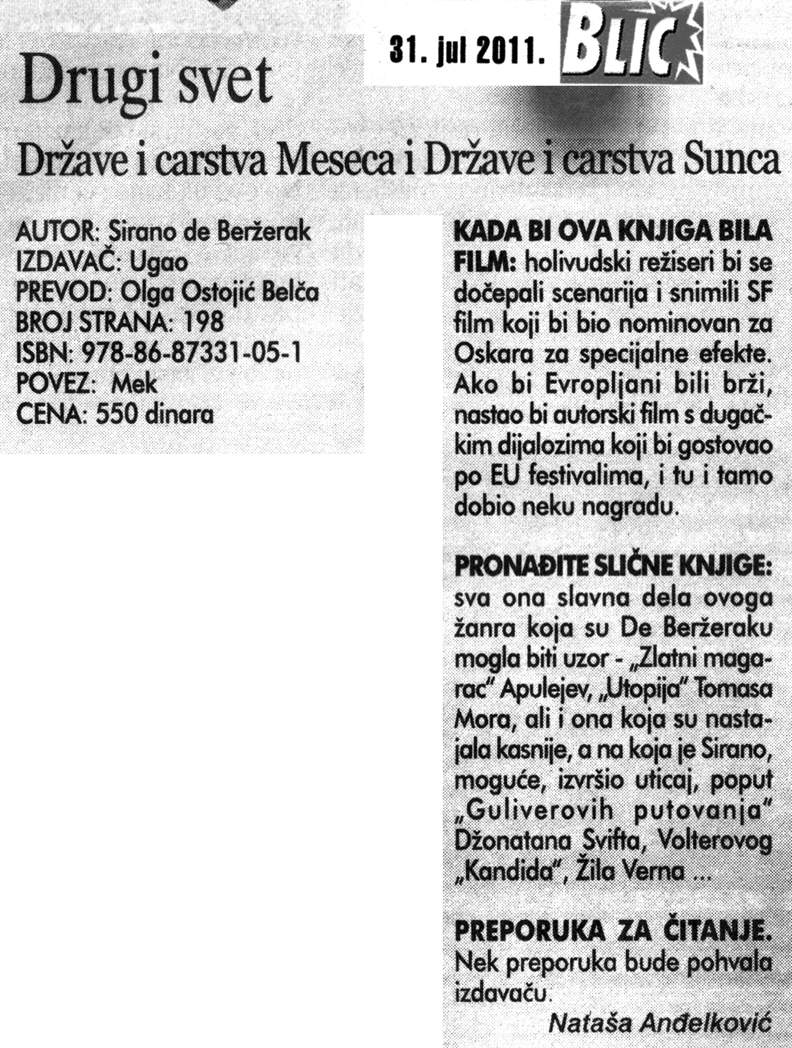 31. jul 2011. BLIC
Drugi svet
Države i carstva Meseca i Države i carstva Sunca
AUTOR: Sirano de Beržerak
IZDAVAČ: Ugao
PREVOD: Olga Ostojić Belča
BROJ STRANA: 198
ISBN: 978-86-87331-05-1
POVEZ: Mek
CENA: 550 dinara
KADA BI OVA KNJIGA BILA
FILM: holivudski režiseri bi se
dočepali scenarija i snimili SF
film koji bi bio nominovan za
Oskara za specijalne efekte.
Ako bi Evropljani bili brži,
nastao bi autorski film s dugač-
kim dijalozima koji bi gostovao
po EU festivalima, i tu i tamo
dobio neku nagradu.
PRONAĐITE SLIČNE KNJIGE:
sva ona slavna dela ovoga
žanra koja su De Beržeraku
mogla biti uzor - „Zlatni maga-
rac“ Apulejev, „Utopija“ Tomasa
Mora, ali i ona koja su nasta-
jala kasnije, a na koja je Sirano,
moguće, izvršio uticaj, poput
„Guliverovih putovanja“
Džonatana Svifta, Volterovog
„Kandida“, Žila Verna ...
PREPORUKA ZA ČITANJE.
Nek preporuka bude pohvala
izdavaču.
Nataša Anđelković